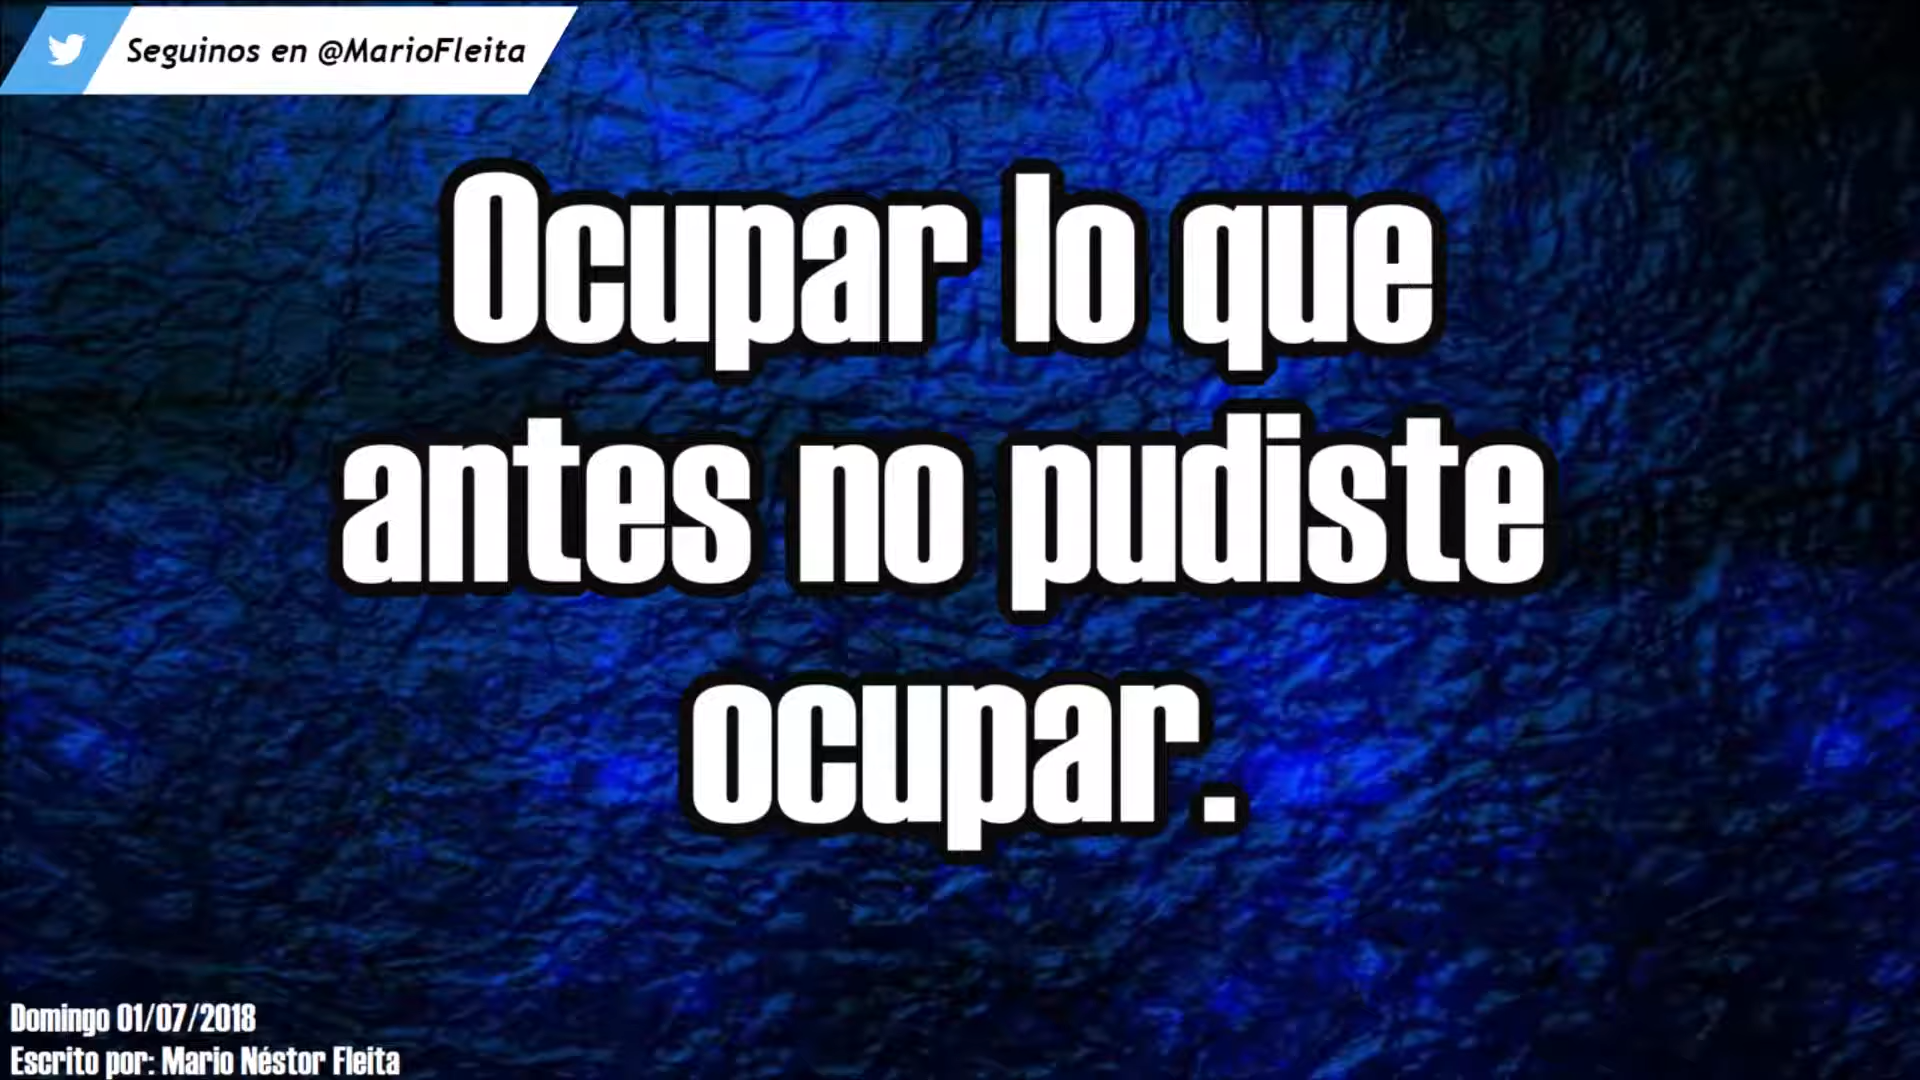 Seguinos en @MarioFleita
Ocupar lo que
antes no pudiste
ocupar.
Domingo 01/07/2018
Escrito por: Mario Néstor Fleita